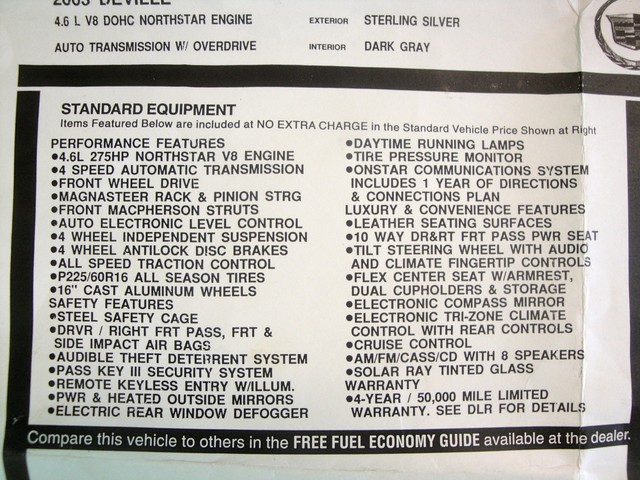 2003 DEVILLE
4.6 L V8 DOHC NORTHSTAR ENGINE EXTERIOR STERLING SILVER
AUTO TRANSMISSION W/ OVERDRIVE INTERIOR DARK GRAY
STANDARD EQUIPMENT
Items Featured Below are included at NO EXTRA CHARGE in the Standard Vehicle Price Shown at Right
PERFORMANCE FEATURES
●4.6L 275HP NORTHSTAR V8 ENGINE
●4 SPEED AUTOMATIC TRANSMISSION
●FRONT WHEEL DRIVE
●MAGNASTEER RACK & PINION STRG
●FRONT MACPHERSON STRUTS
●AUTO ELECTRONIC LEVEL CONTROL
●4 WHEEL INDEPENDENT SUSPENSION
●4 WHEEL ANTILOCK DISC BRAKES
●ALL SPEED TRACTION CONTROL
●P225/60R16 ALL SEASON TIRES
●16" CAST ALUMINUM WHEELS
SAFETY FEATURES
●STEEL SAFETY CAGE
●DRVR / RIGHT FRT PASS, FRT &
SIDE IMPACT AIR BAGS
●AUDIBLE THEFT DETERRENT SYSTEM
●PASS KEY III SECURITY SYSTEM
●REMOTE KEYLESS ENTRY W/ILLUM.
●PWR & HEATED OUTSIDE MIRRORS
●ELECTRIC REAR WINDOW DEFOGGER
●DAYTIME RUNNING LAMPS
●TIRE PRESSURE MONITOR
●ONSTAR COMMUNICATIONS SYSTEM
INCLUDES 1 YEAR OF DIRECTIONS
& CONNECTIONS PLAN
LUXURY & CONVENIENCE FEATURES
●LEATHER SEATING SURFACES
●10 WAY DR&RT FRT PASS PWR SEAT
●TILT STEERING WHEEL WITH AUDIO
AND CLIMATE FINGERTIP CONTROLS
●FLEX CENTER SEAT W/ARMREST,
DUAL CUPHOLDERS & STORAGE
●ELECTRONIC COMPASS MIRROR
●ELECTRONIC TRI-ZONE CLIMATE
CONTROL WITH REAR CONTROLS
●CRUISE CONTROL
●AM/FM/CASS/CD WITH 8 SPEAKERS
●SOLAR RAY TINTED GLASS
WARRANTY
●4-YEAR / 50,000 MILE LIMITED
WARRANTY. SEE DLR FOR DETAILS
Compare this vehicle to others in the FREE FUEL ECONOMY GUIDE available at the dealer.